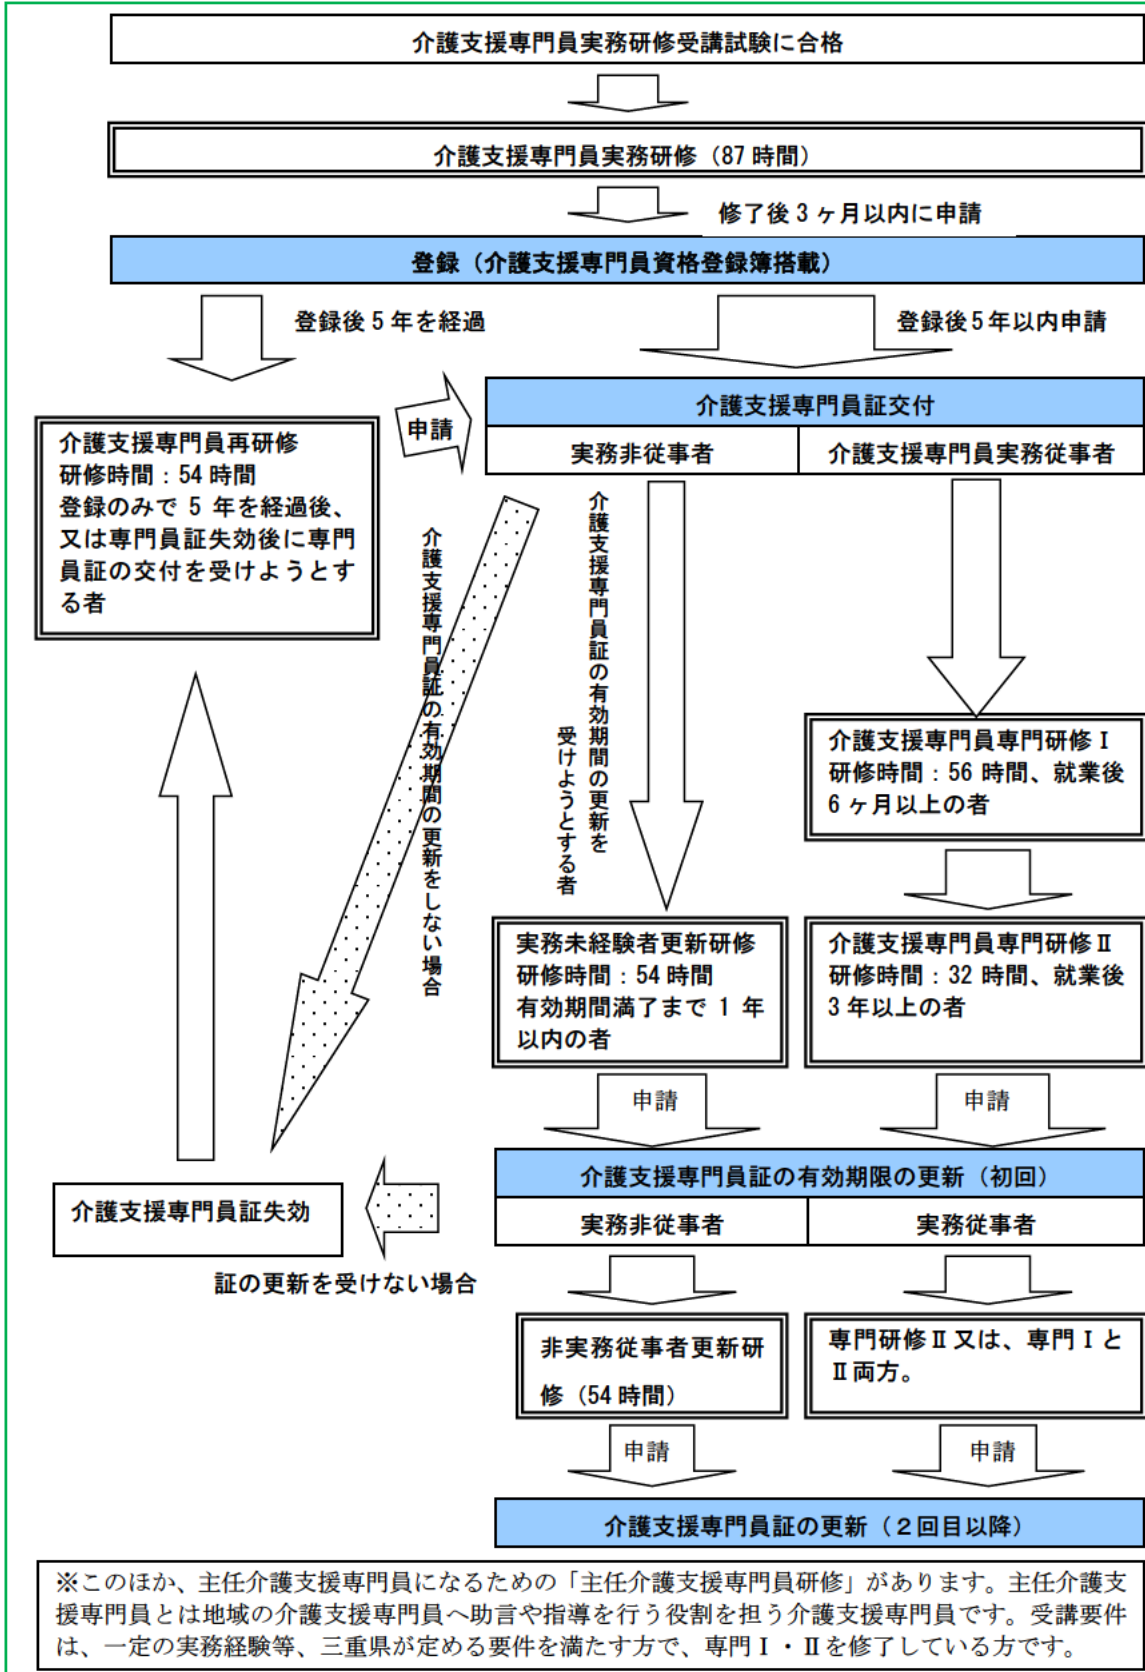 介護支援専門員実務研修受講試験に合格
介護支援専門員実務研修（87 時間）
修了後 3 ヶ月以内に申請
登録（介護支援専門員資格登録簿搭載）
登録後 5 年を経過
登録後 5 年以内申請
介護支援専門員再研修
研修時間：54 時間
登録のみで 5 年を経過後、
又は専門員証失効後に専門
員証の交付を受けようとす
る者
申請
介護支援専門員証交付
実務非従事者
介護支援専門員実務従事者
介護支援専門員証の有効期間の更新をしない場合
介護支援専門員証の有効期間の更新を
受けようとする者
介護支援専門員専門研修Ⅰ
研修時間：56 時間、就業後
6 ヶ月以上の者
実務未経験者更新研修
研修時間：54 時間
有効期間満了まで 1 年
以内の者
介護支援専門員専門研修Ⅱ
研修時間：32 時間、就業後
3 年以上の者
申請
申請
介護支援専門員証の有効期限の更新（初回）
実務非従事者
実務従事者
介護支援専門員証失効
証の更新を受けない場合
非実務従事者更新研
修（54 時間）
専門研修Ⅱ又は、専門Ⅰと
Ⅱ両方。
申請
申請
介護支援専門員証の更新（２回目以降）
※このほか、主任介護支援専門員になるための「主任介護支援専門員研修」があります。主任介護支
援専門員とは地域の介護支援専門員へ助言や指導を行う役割を担う介護支援専門員です。受講要件
は、一定の実務経験等、三重県が定める要件を満たす方で、専門Ⅰ・Ⅱを修了している方です。